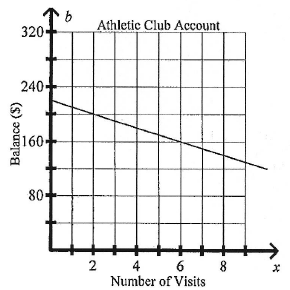 b
Athletic Club Account
320
240
160
80
Balance ($)
2 4 6 8 x
Number of Visits